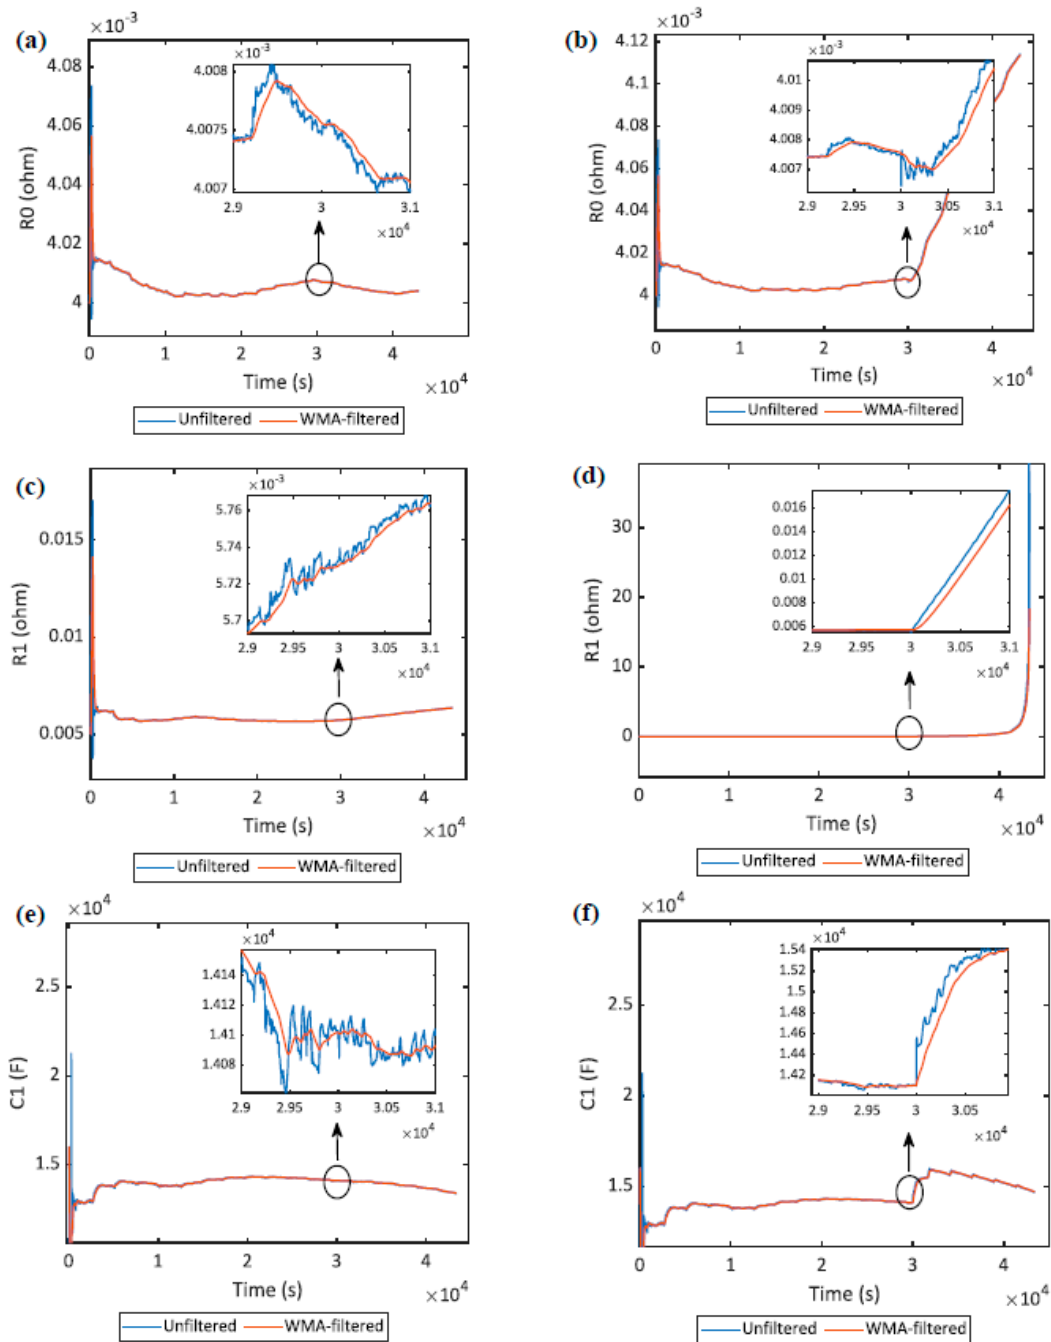 (a)
×10⁻³
4.08
4.06
4.04
4.02
4
R0 (ohm)
×10⁻³
4.008
4.0075
4.007
2.9 3 3.1
×10⁴
0 1 2 3 4
Time (s)
×10⁴
Unfiltered WMA-filtered
(b)
×10⁻³
4.12
4.1
4.08
4.06
4.04
4.02
4
R0 (ohm)
×10⁻³
4.01
4.009
4.008
4.007
2.9 2.95 3 3.05 3.1
×10⁴
0 1 2 3 4
Time (s)
×10⁴
Unfiltered WMA-filtered
(c)
0.015
0.01
0.005
R1 (ohm)
×10⁻³
5.76
5.74
5.72
5.7
2.9 2.95 3 3.05 3.1
×10⁴
0 1 2 3 4
Time (s)
×10⁴
Unfiltered WMA-filtered
(d)
30
20
10
0
R1 (ohm)
0.016
0.014
0.012
0.01
0.008
0.006
2.9 2.95 3 3.05 3.1
×10⁴
0 1 2 3 4
Time (s)
×10⁴
Unfiltered WMA-filtered
(e)
×10⁴
2.5
2
1.5
C1 (F)
×10⁴
1.414
1.412
1.41
1.408
2.9 2.95 3 3.05 3.1
×10⁴
0 1 2 3 4
Time (s)
×10⁴
Unfiltered WMA-filtered
(f)
×10⁴
2.5
2
1.5
C1 (F)
×10⁴
1.54
1.5
1.46
1.44
1.42
2.9 2.95 3 3.05
×10⁴
0 1 2 3 4
Time (s)
×10⁴
Unfiltered WMA-filtered